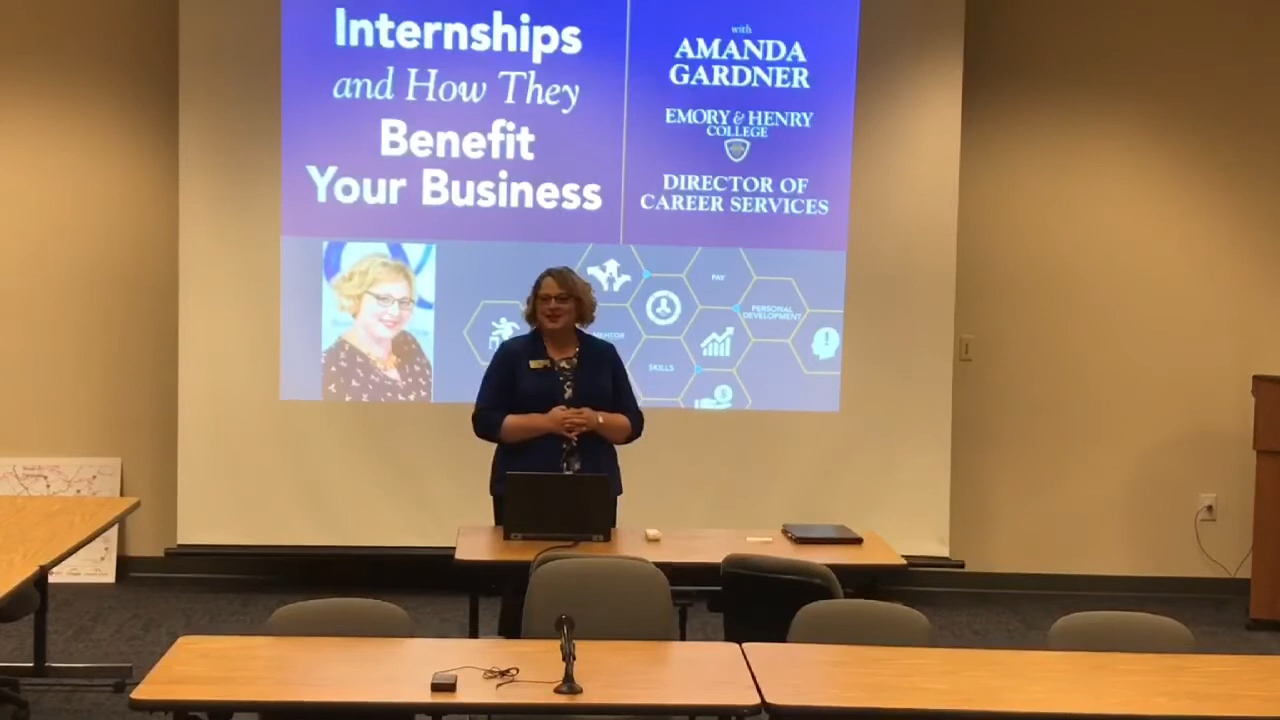 Internships
and How They
Benefit
Your Business
with
AMANDA
GARDNER
EMORY & HENRY
COLLEGE
DIRECTOR OF
CAREER SERVICES
PAY
PERSONAL
DEVELOPMENT
MENTOR
SKILLS